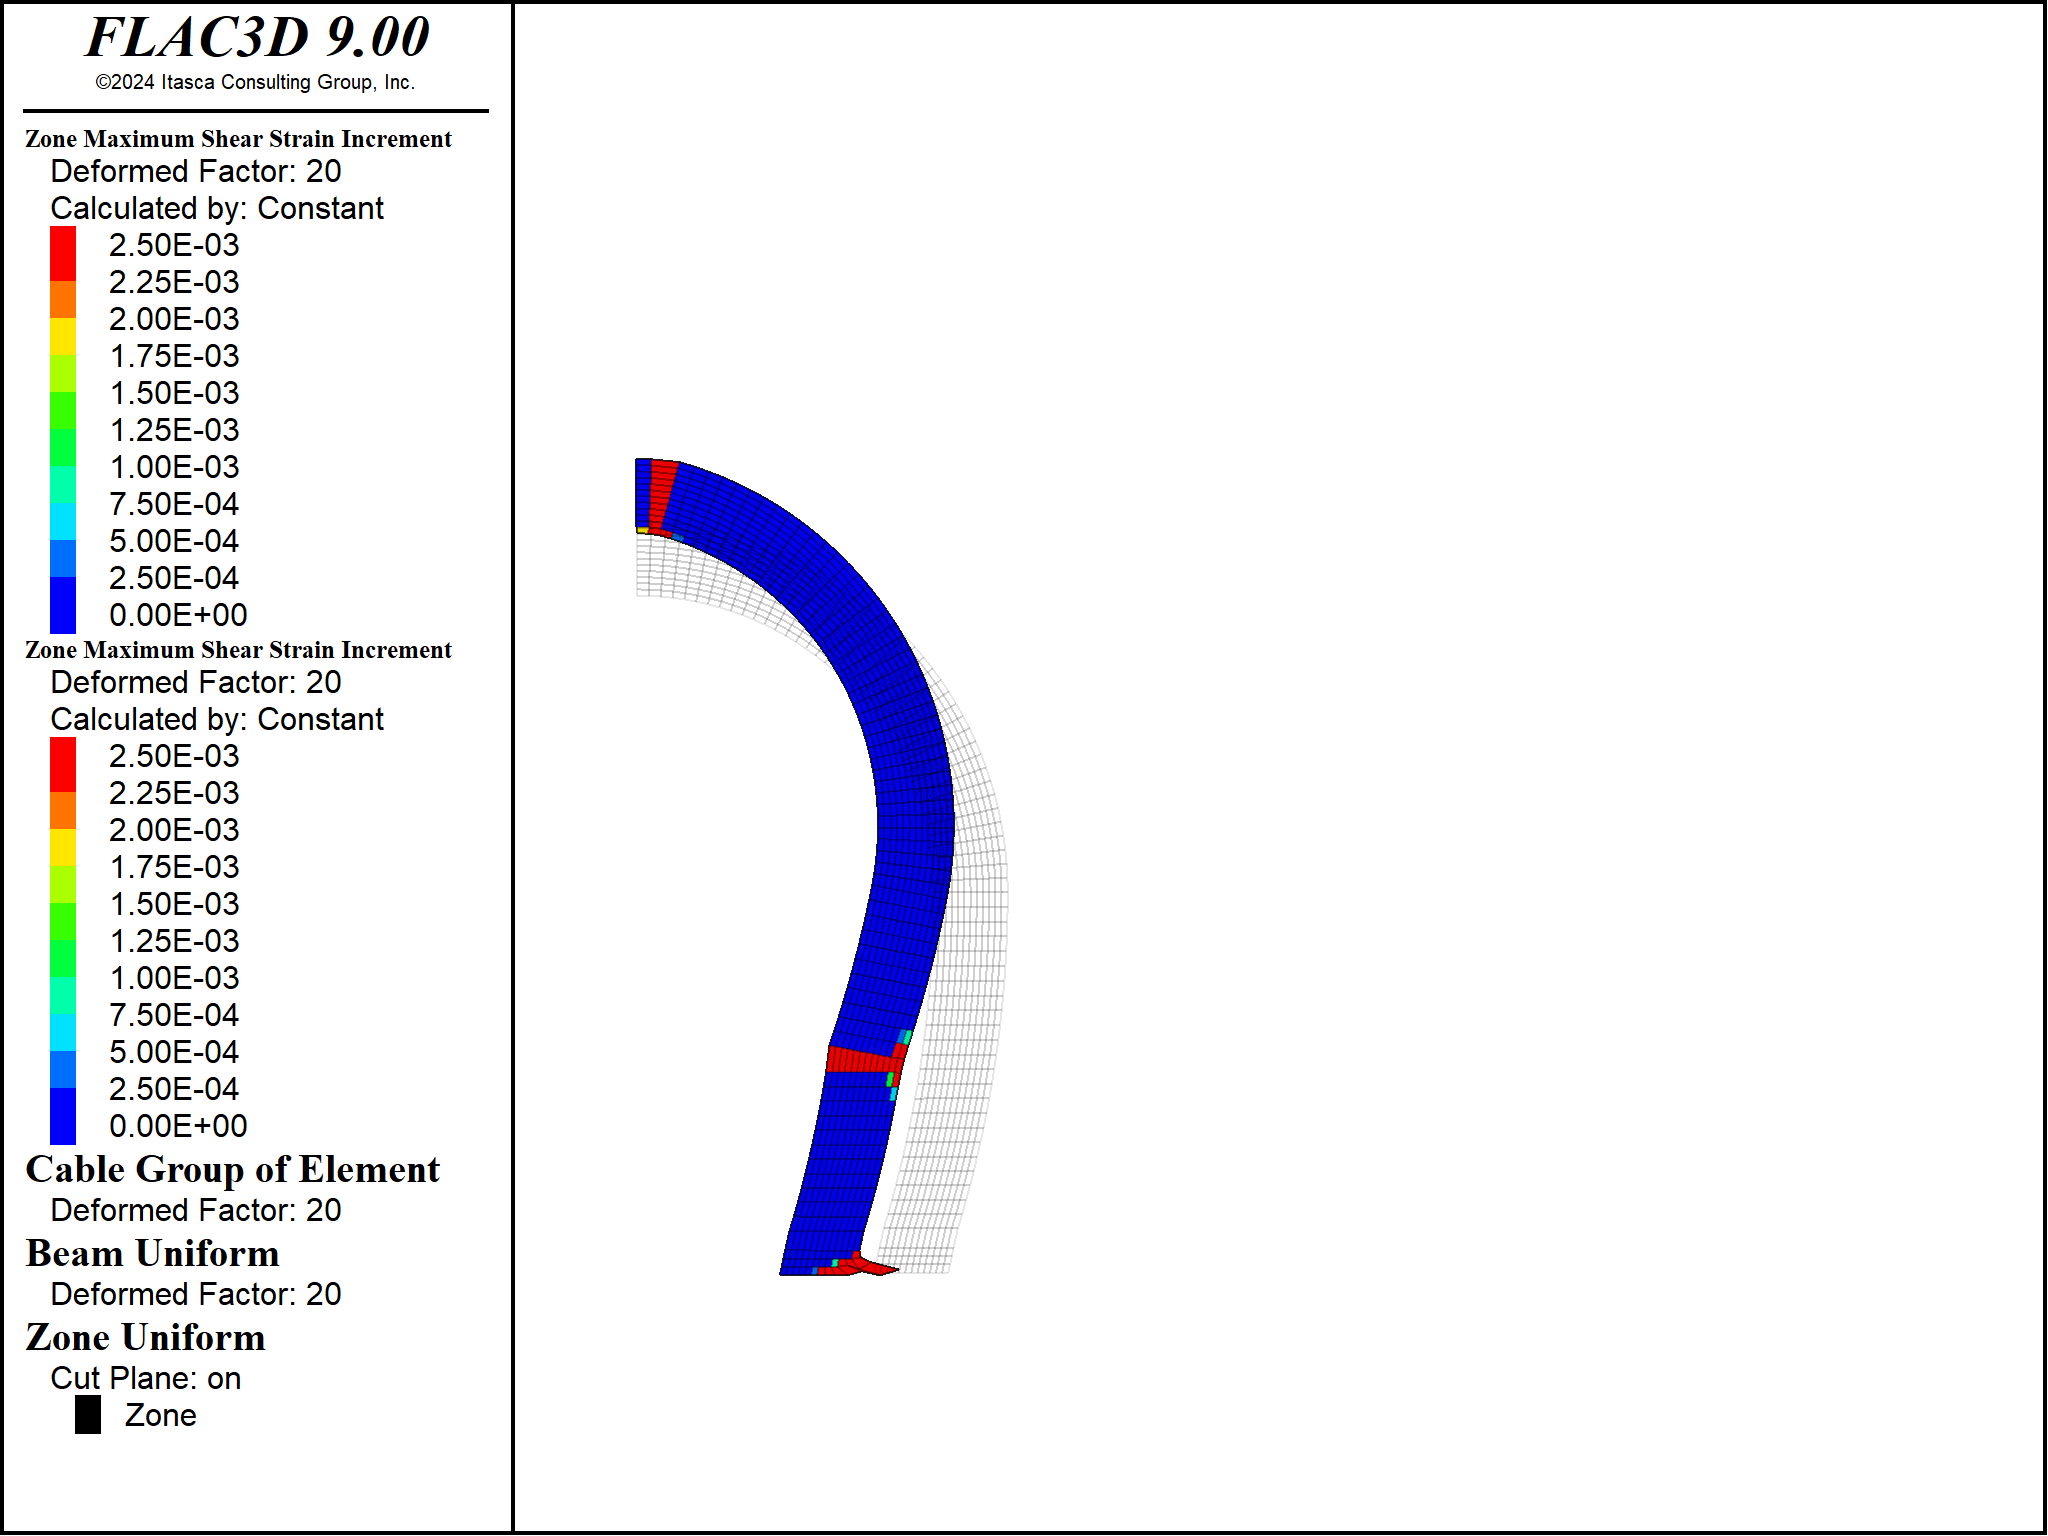 FLAC3D 9.00
©2024 Itasca Consulting Group, Inc.
Zone Maximum Shear Strain Increment
Deformed Factor: 20
Calculated by: Constant
2.50E-03
2.25E-03
2.00E-03
1.75E-03
1.50E-03
1.25E-03
1.00E-03
7.50E-04
5.00E-04
2.50E-04
0.00E+00
Zone Maximum Shear Strain Increment
Deformed Factor: 20
Calculated by: Constant
2.50E-03
2.25E-03
2.00E-03
1.75E-03
1.50E-03
1.25E-03
1.00E-03
7.50E-04
5.00E-04
2.50E-04
0.00E+00
Cable Group of Element
Deformed Factor: 20
Beam Uniform
Deformed Factor: 20
Zone Uniform
Cut Plane: on
Zone